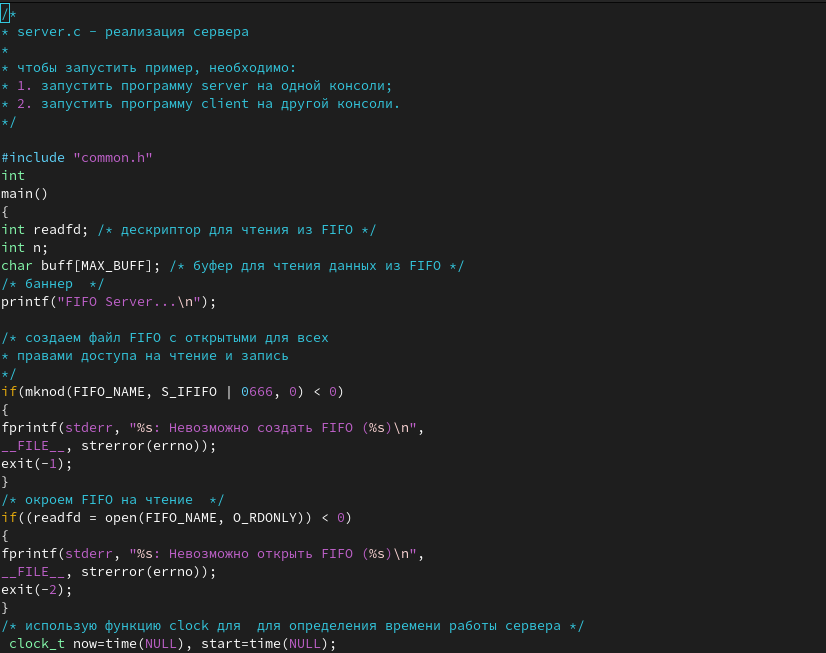 /*
* server.c - реализация сервера
*
* чтобы запустить пример, необходимо:
* 1. запустить программу server на одной консоли;
* 2. запустить программу client на другой консоли.
*/
#include "common.h"
int
main()
{
int readfd; /* дескриптор для чтения из FIFO */
int n;
char buff[MAX_BUFF]; /* буфер для чтения данных из FIFO */
/* баннер  */
printf("FIFO Server...\n");
/* создаем файл FIFO с открытыми для всех
* правами доступа на чтение и запись
*/
if(mknod(FIFO_NAME, S_IFIFO | 0666, 0) < 0)
{
fprintf(stderr, "%s: Невозможно создать FIFO (%s)\n",
__FILE__, strerror(errno));
exit(-1);
}
/* окроем FIFO на чтение  */
if((readfd = open(FIFO_NAME, O_RDONLY)) < 0)
{
fprintf(stderr, "%s: Невозможно открыть FIFO (%s)\n",
__FILE__, strerror(errno));
exit(-2);
}
/* использую функцию clock для  для определения времени работы сервера */
 clock_t now=time(NULL), start=time(NULL);